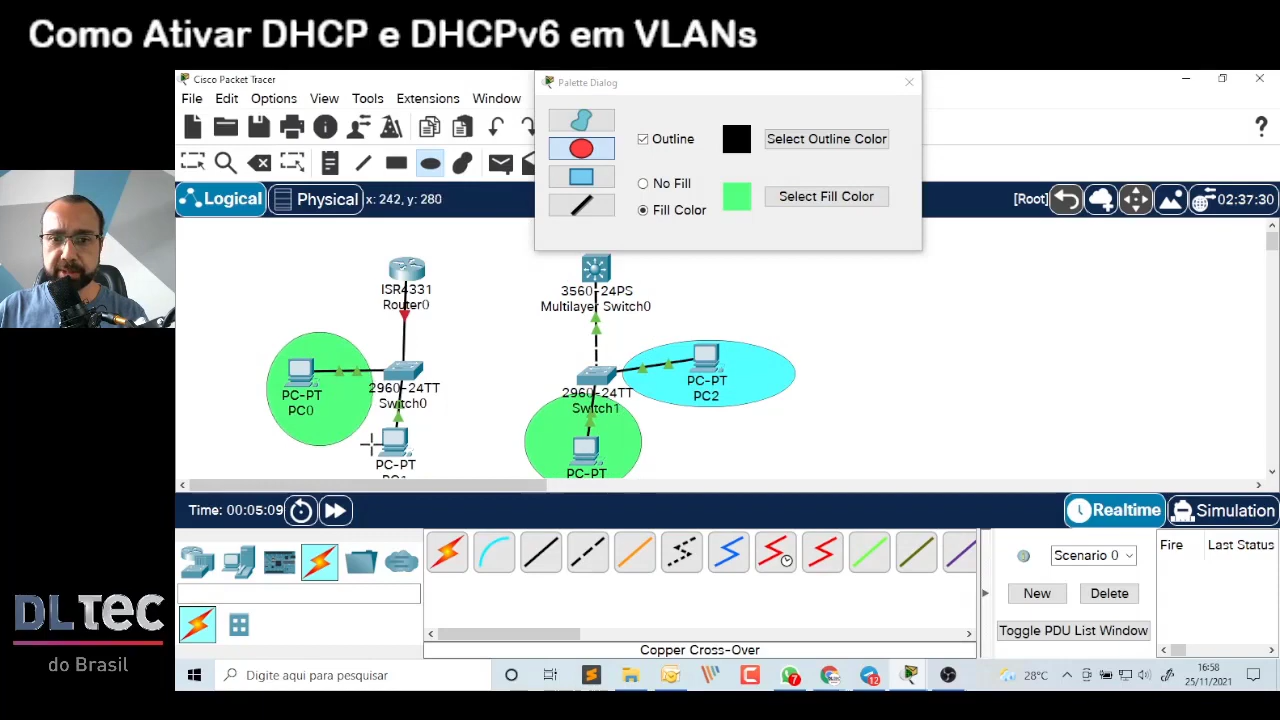 Como Ativar DHCP e DHCPv6 em VLANs
Cisco Packet Tracer
File Edit Options View Tools Extensions Window
Palette Dialog
Outline
Select Outline Color
No Fill
Fill Color
Select Fill Color
?
Logical
Physical
x: 242, y: 280
[Root]
02:37:30
ISR4331
Router0
3560-24PS
Multilayer Switch0
PC-PT
PC0
2960-24TT
Switch0
PC-PT
2960-24TT
Switch1
PC-PT
PC2
PC-PT
Time: 00:05:09
Realtime
Simulation
Scenario 0
Fire
Last Status
New
Delete
Toggle PDU List Window
Copper Cross-Over
DLTEC
do Brasil
Digite aqui para pesquisar
7
12
28°C
16:58
25/11/2021